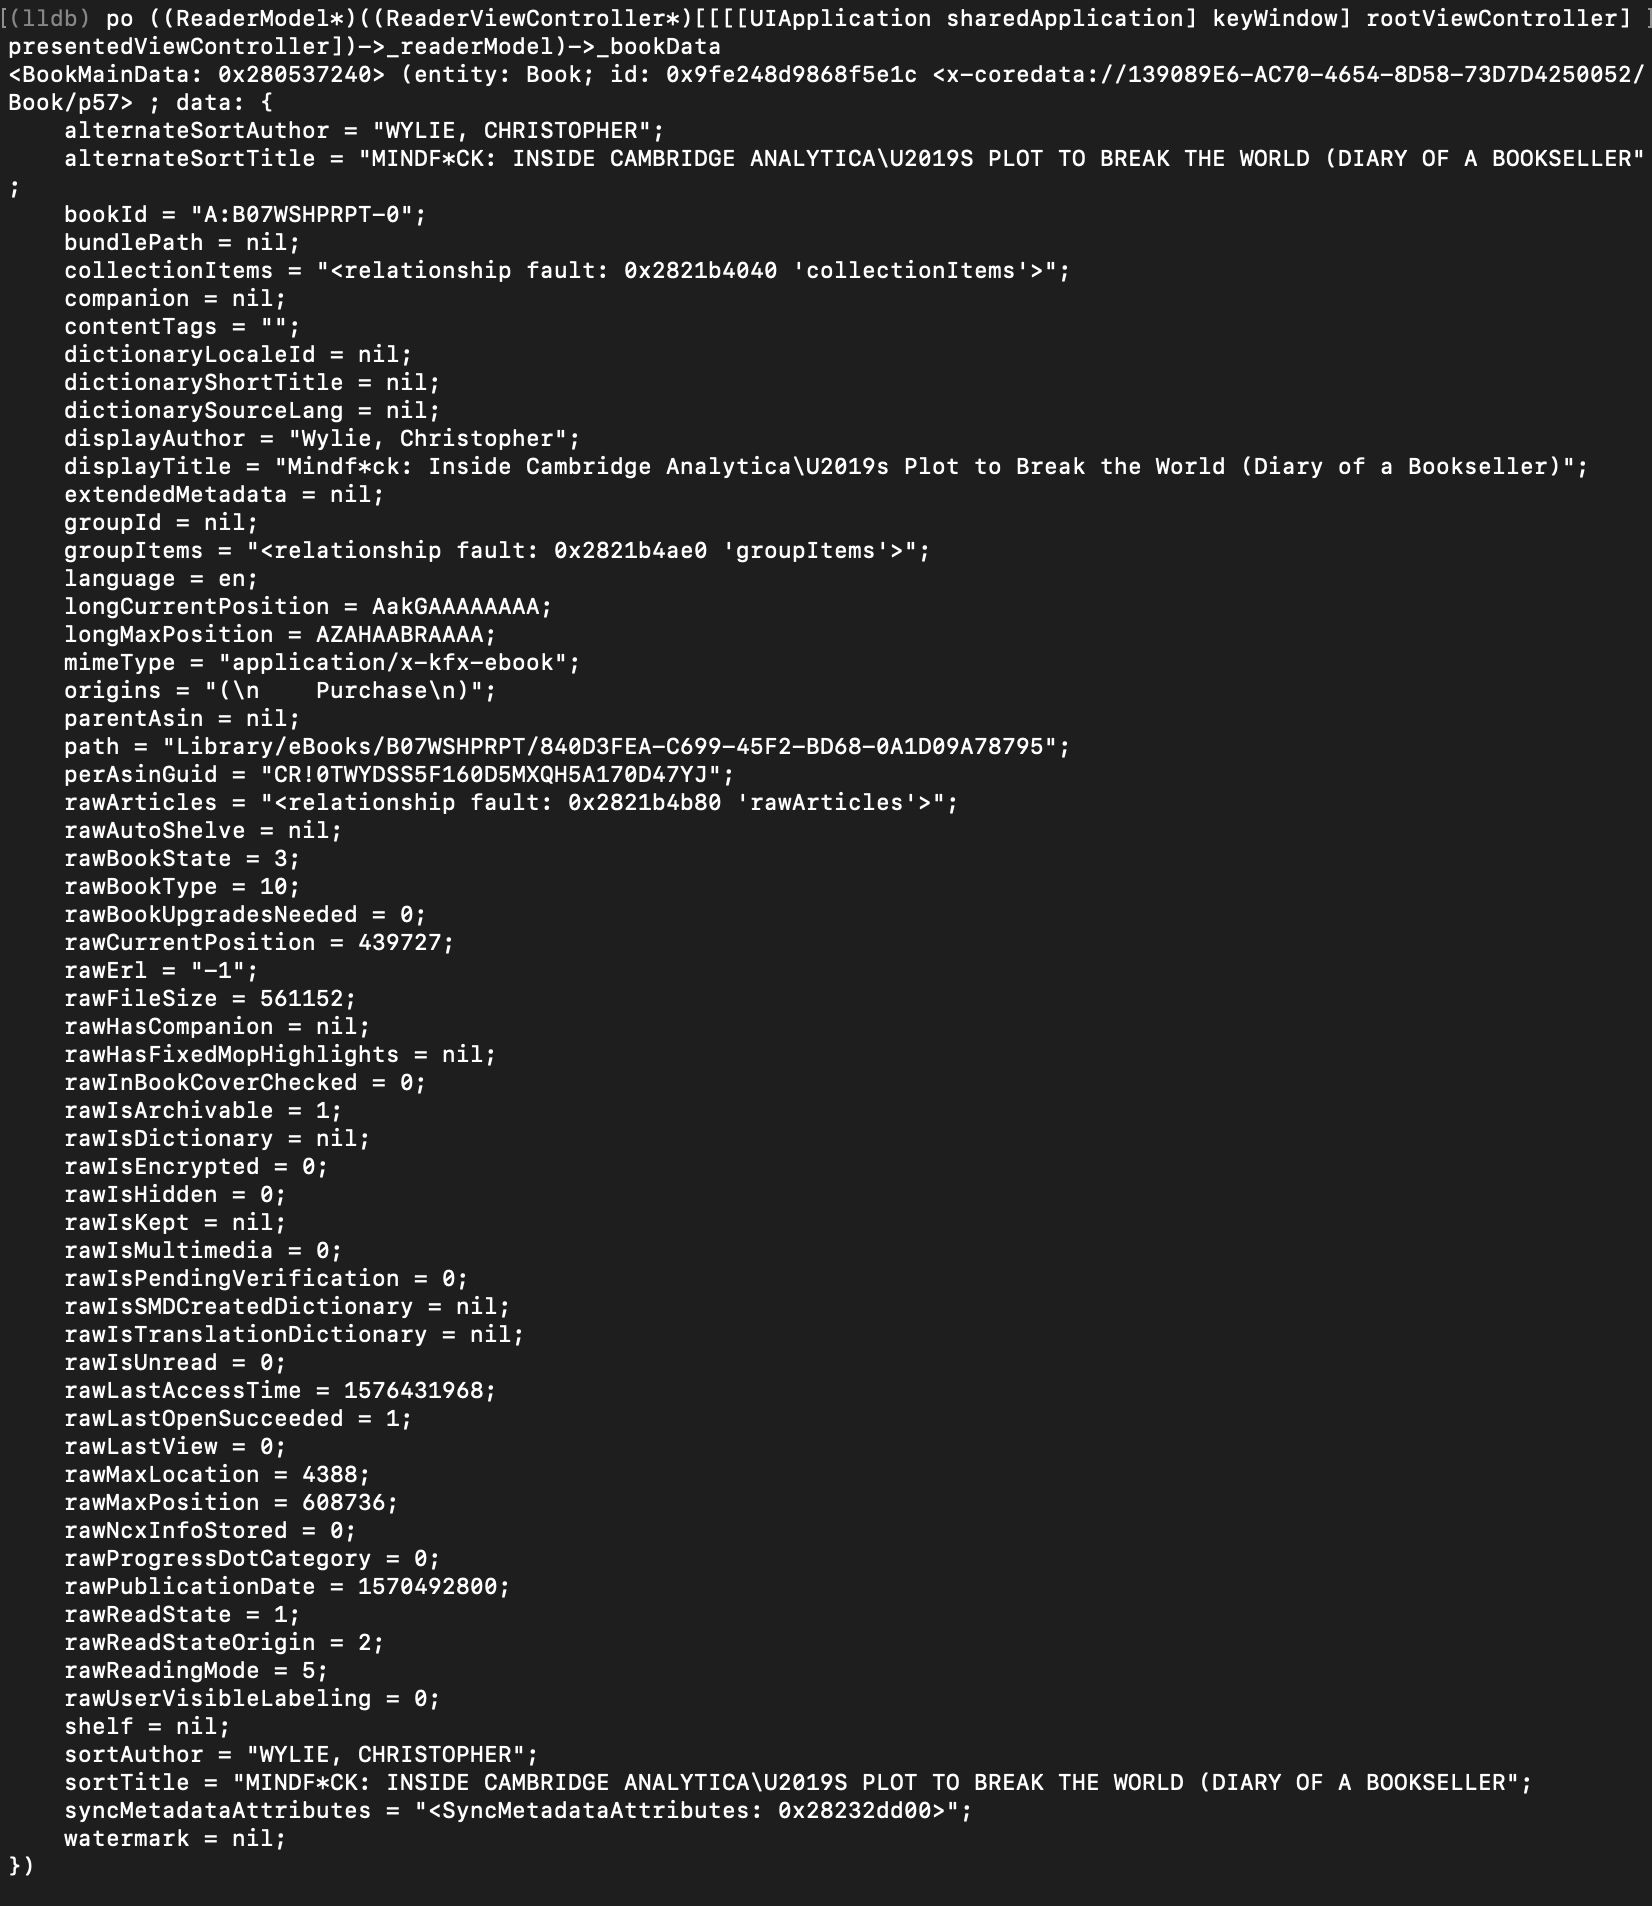 [(lldb) po ((ReaderModel*)((ReaderViewController*)[[[[UIApplication sharedApplication] keyWindow] rootViewController] ]
presentedViewController])->_readerModel)->_bookData
<BookMainData: 0x280537240> (entity: Book; id: 0x9fe248d9868f5e1c <x-coredata://139089E6-AC70-4654-8D58-73D7D4250052/
Book/p57> ; data: {
    alternateSortAuthor = "WYLIE, CHRISTOPHER";
    alternateSortTitle = "MINDF*CK: INSIDE CAMBRIDGE ANALYTICA\U2019S PLOT TO BREAK THE WORLD (DIARY OF A BOOKSELLER"
;
    bookId = "A:B07WSHPRPT-0";
    bundlePath = nil;
    collectionItems = "<relationship fault: 0x2821b4040 'collectionItems'>";
    companion = nil;
    contentTags = "";
    dictionaryLocaleId = nil;
    dictionaryShortTitle = nil;
    dictionarySourceLang = nil;
    displayAuthor = "Wylie, Christopher";
    displayTitle = "Mindf*ck: Inside Cambridge Analytica\U2019s Plot to Break the World (Diary of a Bookseller)";
    extendedMetadata = nil;
    groupId = nil;
    groupItems = "<relationship fault: 0x2821b4ae0 'groupItems'>";
    language = en;
    longCurrentPosition = AakGAAAAAAAA;
    longMaxPosition = AZAHAABRAAAA;
    mimeType = "application/x-kfx-ebook";
    origins = "(\n    Purchase\n)";
    parentAsin = nil;
    path = "Library/eBooks/B07WSHPRPT/840D3FEA-C699-45F2-BD68-0A1D09A78795";
    perAsinGuid = "CR!0TWYDSS5F160D5MXQH5A170D47YJ";
    rawArticles = "<relationship fault: 0x2821b4b80 'rawArticles'>";
    rawAutoShelve = nil;
    rawBookState = 3;
    rawBookType = 10;
    rawBookUpgradesNeeded = 0;
    rawCurrentPosition = 439727;
    rawErl = "-1";
    rawFileSize = 561152;
    rawHasCompanion = nil;
    rawHasFixedMopHighlights = nil;
    rawInBookCoverChecked = 0;
    rawIsArchivable = 1;
    rawIsDictionary = nil;
    rawIsEncrypted = 0;
    rawIsHidden = 0;
    rawIsKept = nil;
    rawIsMultimedia = 0;
    rawIsPendingVerification = 0;
    rawIsSMDCreatedDictionary = nil;
    rawIsTranslationDictionary = nil;
    rawIsUnread = 0;
    rawLastAccessTime = 1576431968;
    rawLastOpenSucceeded = 1;
    rawLastView = 0;
    rawMaxLocation = 4388;
    rawMaxPosition = 608736;
    rawNcxInfoStored = 0;
    rawProgressDotCategory = 0;
    rawPublicationDate = 1570492800;
    rawReadState = 1;
    rawReadStateOrigin = 2;
    rawReadingMode = 5;
    rawUserVisibleLabeling = 0;
    shelf = nil;
    sortAuthor = "WYLIE, CHRISTOPHER";
    sortTitle = "MINDF*CK: INSIDE CAMBRIDGE ANALYTICA\U2019S PLOT TO BREAK THE WORLD (DIARY OF A BOOKSELLER";
    syncMetadataAttributes = "<SyncMetadataAttributes: 0x28232dd00>";
    watermark = nil;
})